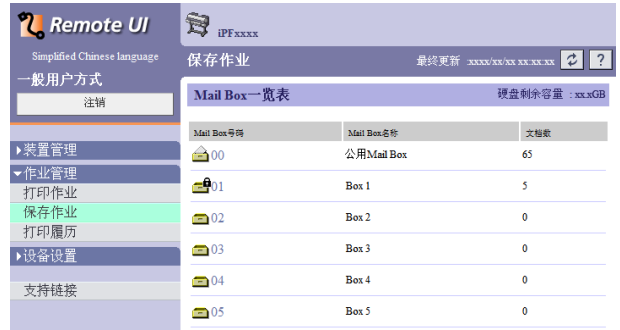 Remote UI
Simplified Chinese language
一般用户方式
注销
▸装置管理
▾作业管理
打印作业
保存作业
打印履历
▸设备设置
支持链接
iPFxxxx
保存作业
最终更新 xxxx/xx/xx xx:xx:xx ?
Mail Box一览表 硬盘剩余容量 : xx.xGB
Mail Box号码 Mail Box名称 文档数
00 公用Mail Box 65
01 Box 1 5
02 Box 2 0
03 Box 3 0
04 Box 4 0
05 Box 5 0